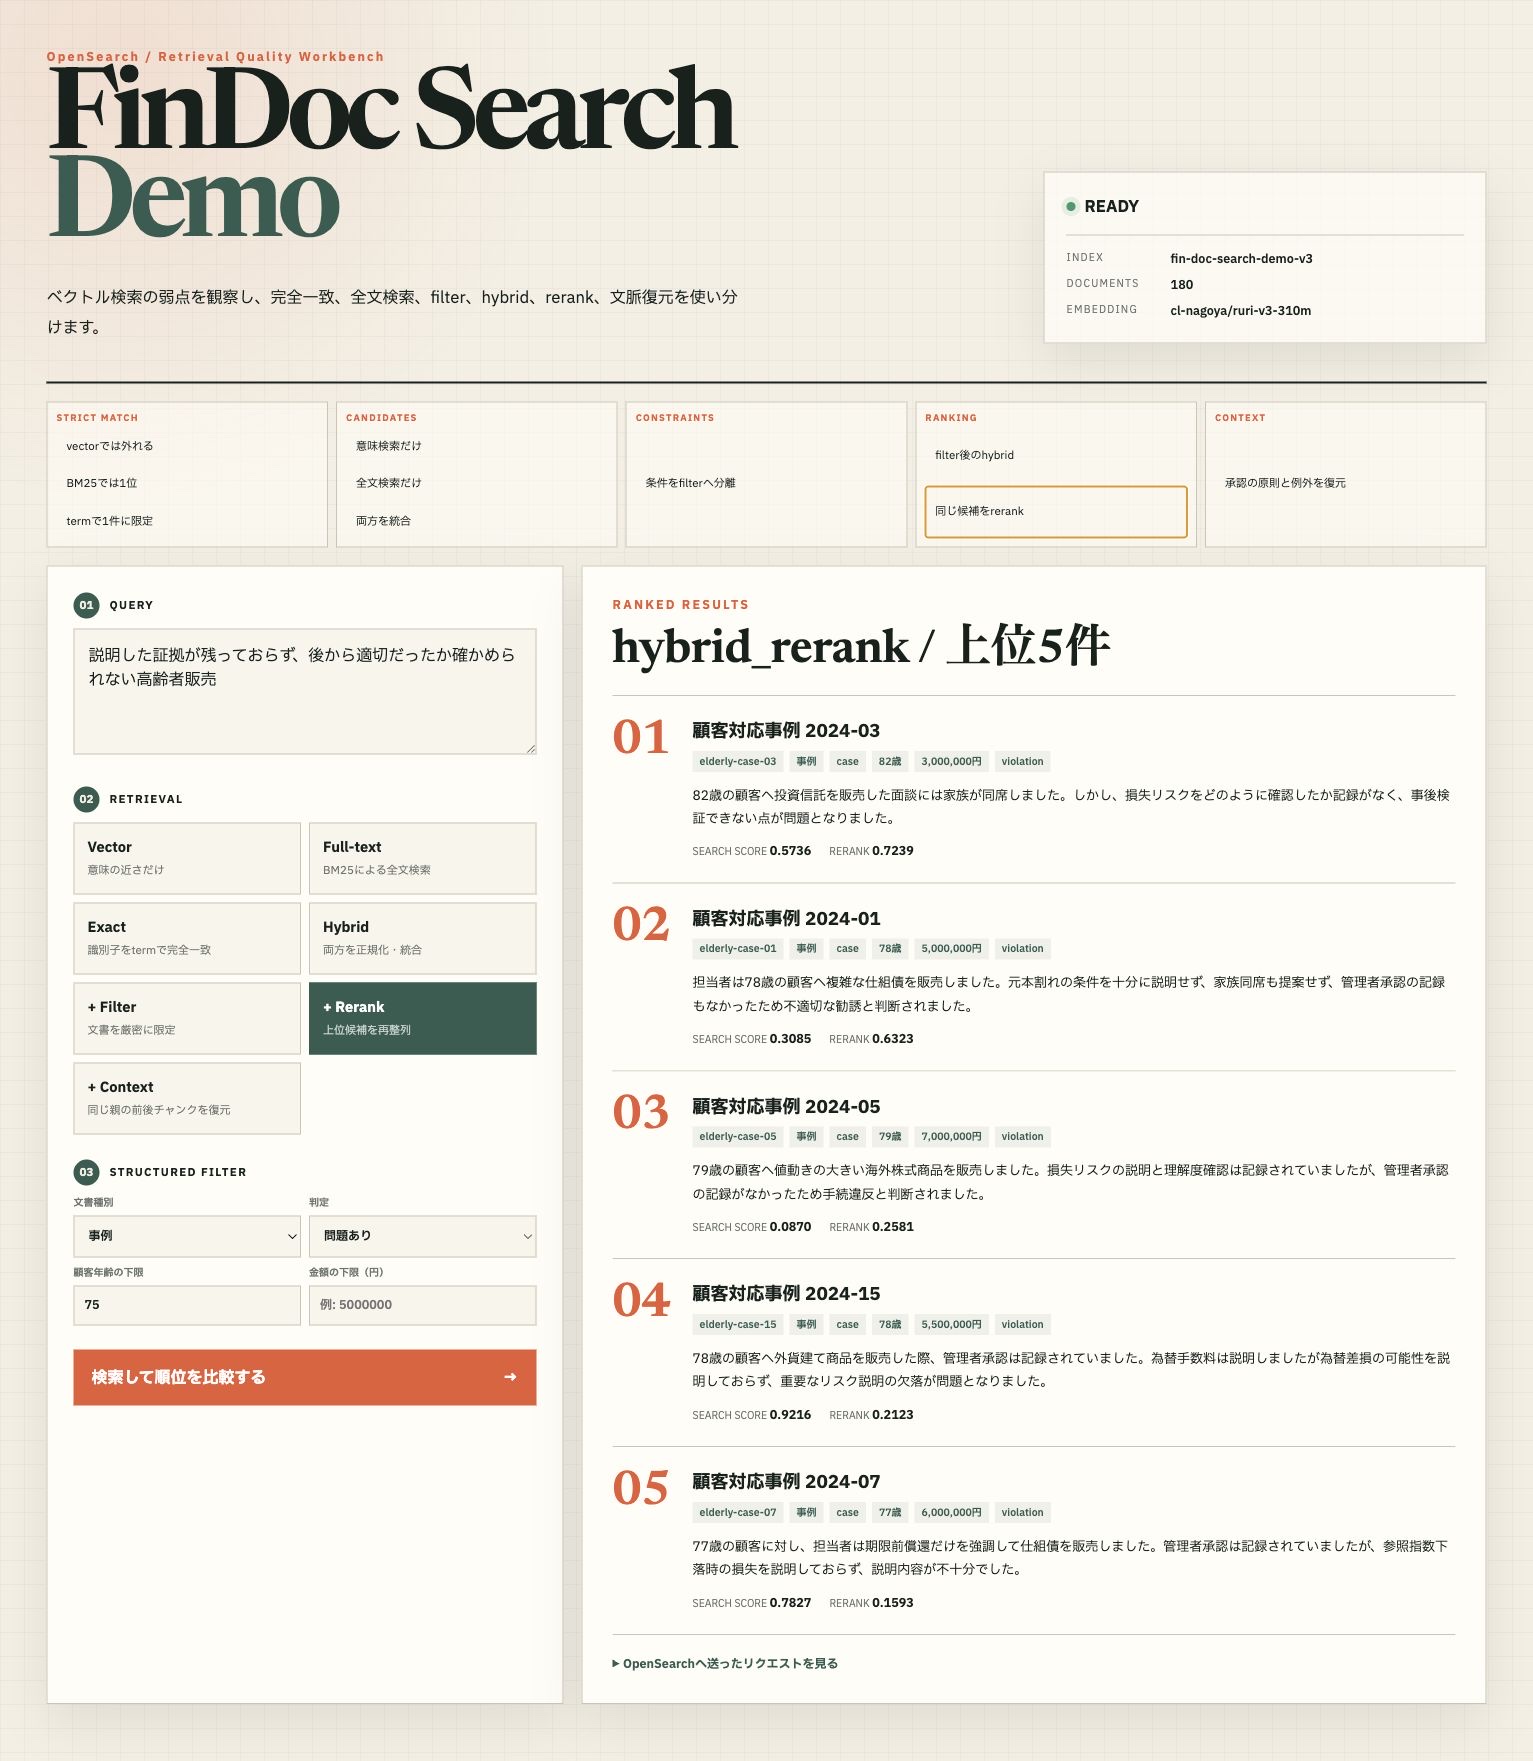 OpenSearch / Retrieval Quality Workbench
FinDoc Search
Demo
ベクトル検索の弱点を観察し、完全一致、全文検索、filter、hybrid、rerank、文脈復元を使い分
けます。
READY
INDEX fin-doc-search-demo-v3
DOCUMENTS 180
EMBEDDING cl-nagoya/ruri-v3-310m
STRICT MATCH
vectorでは外れる
BM25では1位
termで1件に限定
CANDIDATES
意味検索だけ
全文検索だけ
両方を統合
CONSTRAINTS
条件をfilterへ分離
RANKING
filter後のhybrid
同じ候補をrerank
CONTEXT
承認の原則と例外を復元
01 QUERY
説明した証拠が残っておらず、後から適切だったか確かめら
れない高齢者販売
02 RETRIEVAL
Vector
意味の近さだけ
Full-text
BM25による全文検索
Exact
識別子をtermで完全一致
Hybrid
両方を正規化・統合
+ Filter
文書を厳密に限定
+ Rerank
上位候補を再整列
+ Context
同じ親の前後チャンクを復元
03 STRUCTURED FILTER
文書種別
事例
判定
問題あり
顧客年齢の下限
75
金額の下限（円）
例: 5000000
検索して順位を比較する →
RANKED RESULTS
hybrid_rerank / 上位5件
01 顧客対応事例 2024-03
elderly-case-03 事例 case 82歳 3,000,000円 violation
82歳の顧客へ投資信託を販売した面談には家族が同席しました。しかし、損失リスクをどのように確認したか記録がなく、事後検
証できない点が問題となりました。
SEARCH SCORE 0.5736 RERANK 0.7239
02 顧客対応事例 2024-01
elderly-case-01 事例 case 78歳 5,000,000円 violation
担当者は78歳の顧客へ複雑な仕組債を販売しました。元本割れの条件を十分に説明せず、家族同席も提案せず、管理者承認の記録
もなかったため不適切な勧誘と判断されました。
SEARCH SCORE 0.3085 RERANK 0.6323
03 顧客対応事例 2024-05
elderly-case-05 事例 case 79歳 7,000,000円 violation
79歳の顧客へ値動きの大きい海外株式商品を販売しました。損失リスクの説明と理解度確認は記録されていましたが、管理者承認
の記録がなかったため手続違反と判断されました。
SEARCH SCORE 0.0870 RERANK 0.2581
04 顧客対応事例 2024-15
elderly-case-15 事例 case 78歳 5,500,000円 violation
78歳の顧客へ外貨建て商品を販売した際、管理者承認は記録されていました。為替手数料は説明しましたが為替差損の可能性を説
明しておらず、重要なリスク説明の欠落が問題となりました。
SEARCH SCORE 0.9216 RERANK 0.2123
05 顧客対応事例 2024-07
elderly-case-07 事例 case 77歳 6,000,000円 violation
77歳の顧客に対し、担当者は期限前償還だけを強調して仕組債を販売しました。管理者承認は記録されていましたが、参照指数下
落時の損失を説明しておらず、説明内容が不十分でした。
SEARCH SCORE 0.7827 RERANK 0.1593
▶ OpenSearchへ送ったリクエストを見る